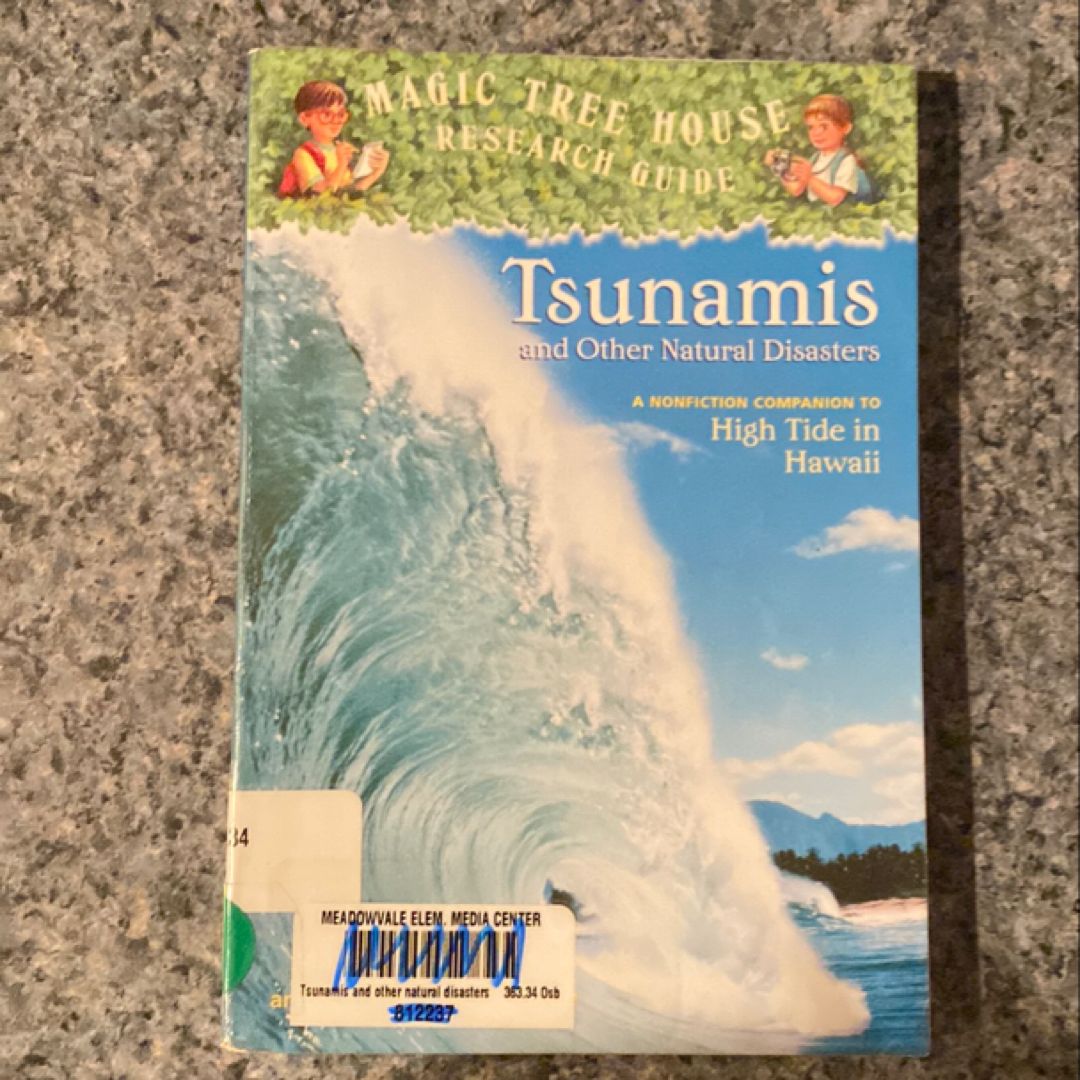 MAGIC TREE HOUSE
RESEARCH GUIDE
Tsunamis
and Other Natural Disasters
A NONFICTION COMPANION TO
High Tide in
Hawaii
34
MEADOWVALE ELEM. MEDIA CENTER
Tsunamis and other natural disasters 363.34 Osb
812237